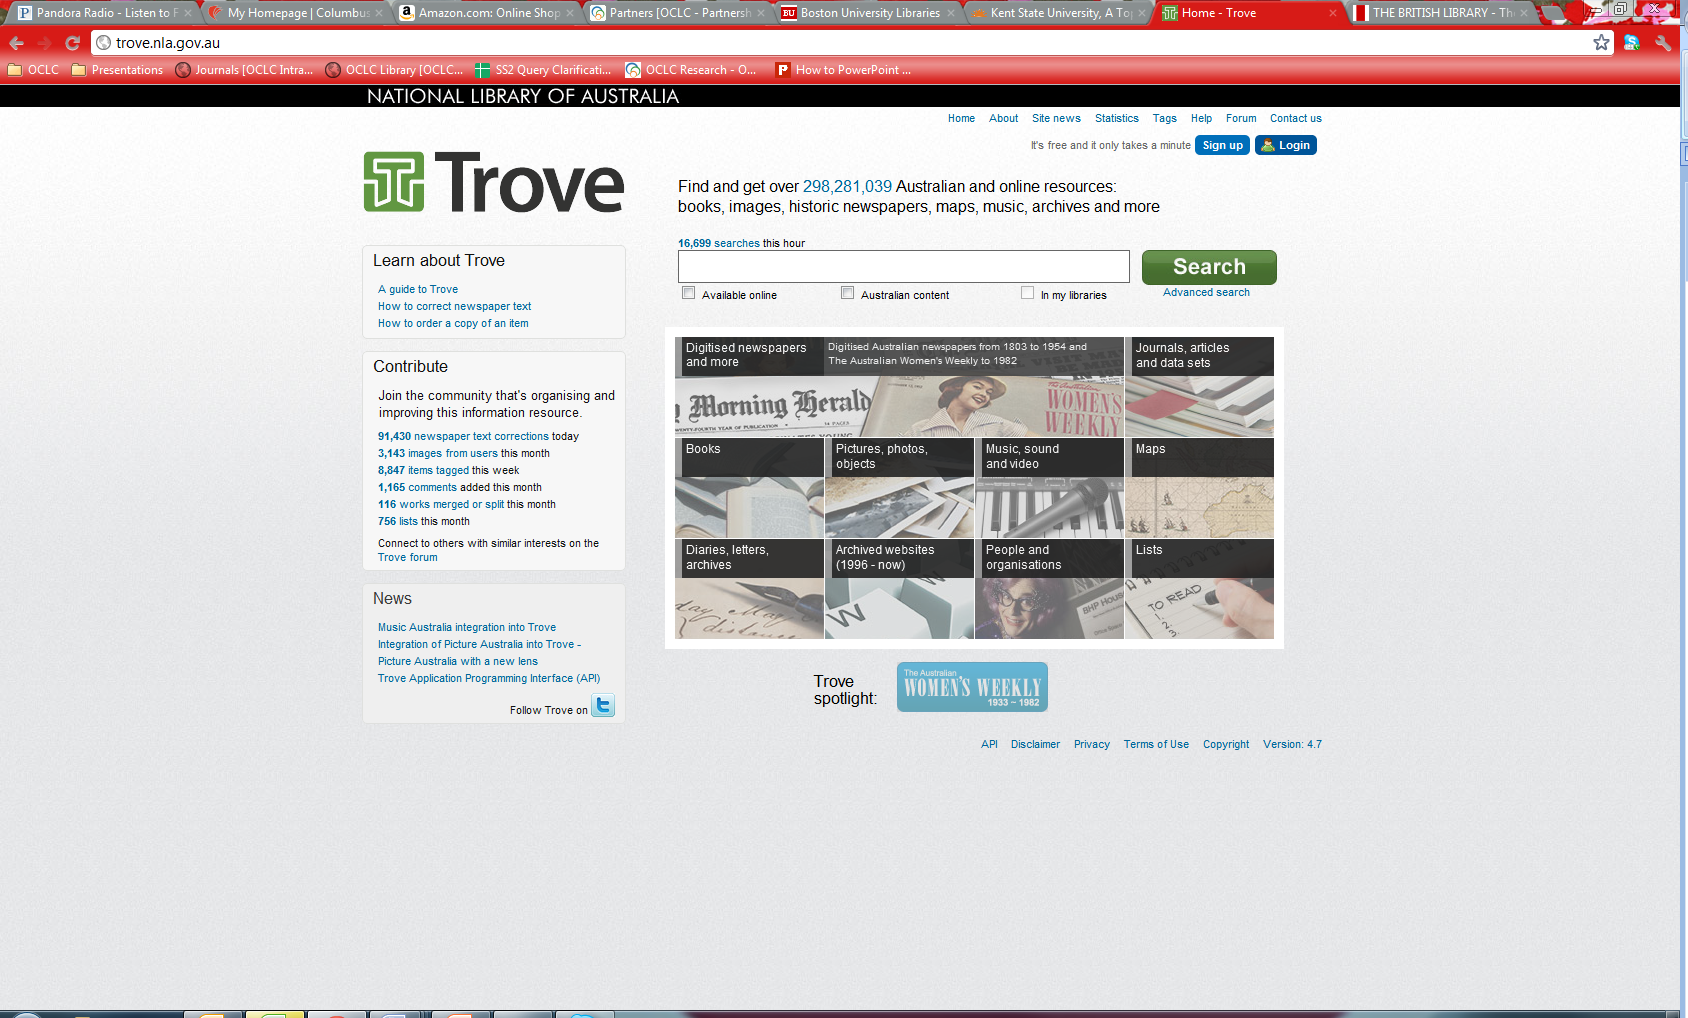 Pandora Radio - Listen to F
My Homepage | Columbus
Amazon.com: Online Shop
Partners [OCLC - Partnersh
Boston University Libraries
Kent State University, A Top
Home - Trove
THE BRITISH LIBRARY - The
trove.nla.gov.au
OCLC
Presentations
Journals [OCLC Intra...
OCLC Library [OCLC...
SS2 Query Clarificati...
OCLC Research - O...
How to PowerPoint ...
NATIONAL LIBRARY OF AUSTRALIA
Home About Site news Statistics Tags Help Forum Contact us
It's free and it only takes a minute Sign up Login
Trove
Find and get over 298,281,039 Australian and online resources:
books, images, historic newspapers, maps, music, archives and more
16,699 searches this hour
Search
Available online Australian content In my libraries
Advanced search
Learn about Trove
A guide to Trove
How to correct newspaper text
How to order a copy of an item
Contribute
Join the community that's organising and
improving this information resource.
91,430 newspaper text corrections today
3,143 images from users this month
8,847 items tagged this week
1,165 comments added this month
116 works merged or split this month
756 lists this month
Connect to others with similar interests on the
Trove forum
News
Music Australia integration into Trove
Integration of Picture Australia into Trove -
Picture Australia with a new lens
Trove Application Programming Interface (API)
Follow Trove on
Digitised newspapers
and more
Digitised Australian newspapers from 1803 to 1954 and
The Australian Women's Weekly to 1982
Morning Herald
WOMEN'S
WEEKLY
Journals, articles
and data sets
Books
Pictures, photos,
objects
Music, sound
and video
Maps
Diaries, letters,
archives
Archived websites
(1996 - now)
W
People and
organisations
BHP House
Lists
TO READ
1.
2.
3.
Trove
spotlight:
The Australian
WOMEN'S WEEKLY
1933 – 1982
API Disclaimer Privacy Terms of Use Copyright Version: 4.7